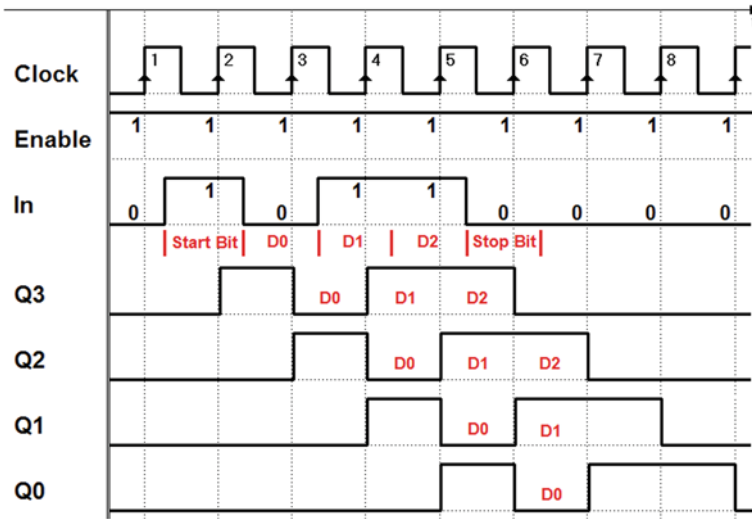 Clock 1 2 3 4 5 6 7 8
Enable 1 1 1 1 1 1 1 1 1
In 0 1 0 1 1 0 0 0 0
Start Bit D0 D1 D2 Stop Bit
Q3 D0 D1 D2
Q2 D0 D1 D2
Q1 D0 D1
Q0 D0